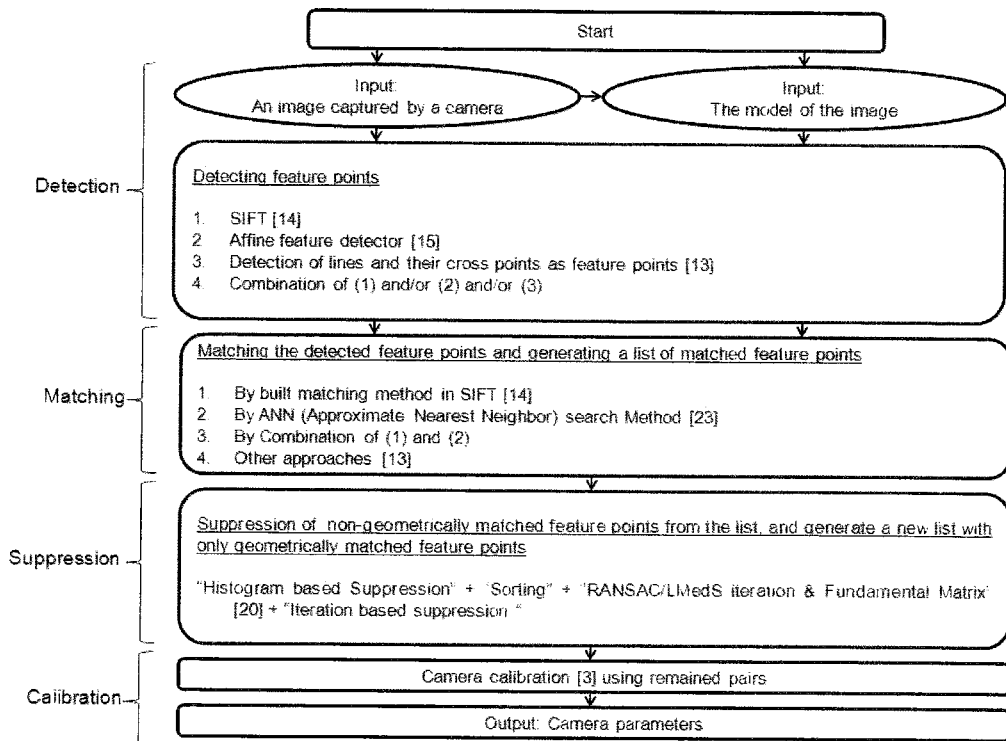 Start
Input:
An image captured by a camera
Input:
The model of the image
Detection
Detecting feature points
1. SIFT [14]
2 Affine feature detector [15]
3. Detection of lines and their cross points as feature points [13]
4. Combination of (1) and/or (2) and/or (3)
Matching
Matching the detected feature points and generating a list of matched feature points
1. By built matching method in SIFT [14]
2. By ANN (Approximate Nearest Neighbor) search Method [23]
3. By Combination of (1) and (2)
4. Other approaches [13]
Suppression
Suppression of non-geometrically matched feature points from the list, and generate a new list with
only geometrically matched feature points
"Histogram based Suppression" + "Sorting" + "RANSAC/LMedS iteration & Fundamental Matrix"
[20] + "Iteration based suppression "
Calibration
Camera calibration [3] using remained pairs
Output: Camera parameters